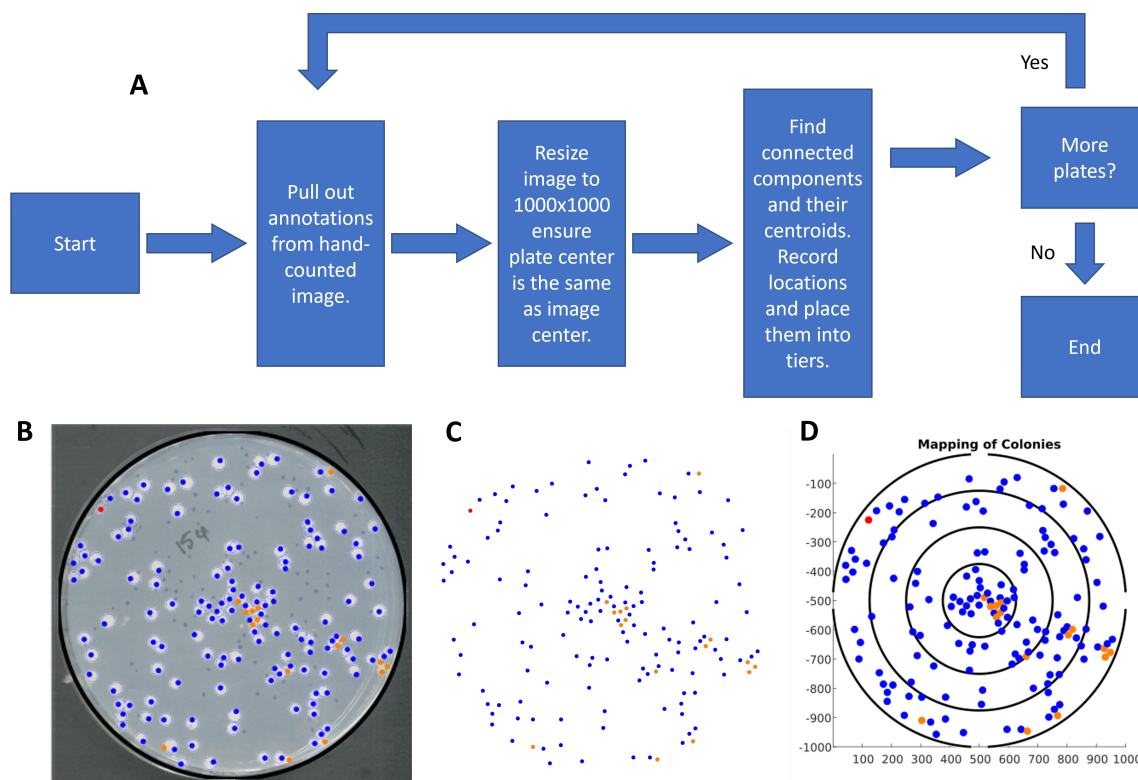 A
Yes
Start
Pull out
annotations
from hand-
counted
image.
Resize
image to
1000x1000
ensure
plate center
is the same
as image
center.
Find
connected
components
and their
centroids.
Record
locations
and place
them into
tiers.
More
plates?
No
End
B
154
C
D
Mapping of Colonies
-100
-200
-300
-400
-500
-600
-700
-800
-900
-1000
100 200 300 400 500 600 700 800 900 1000